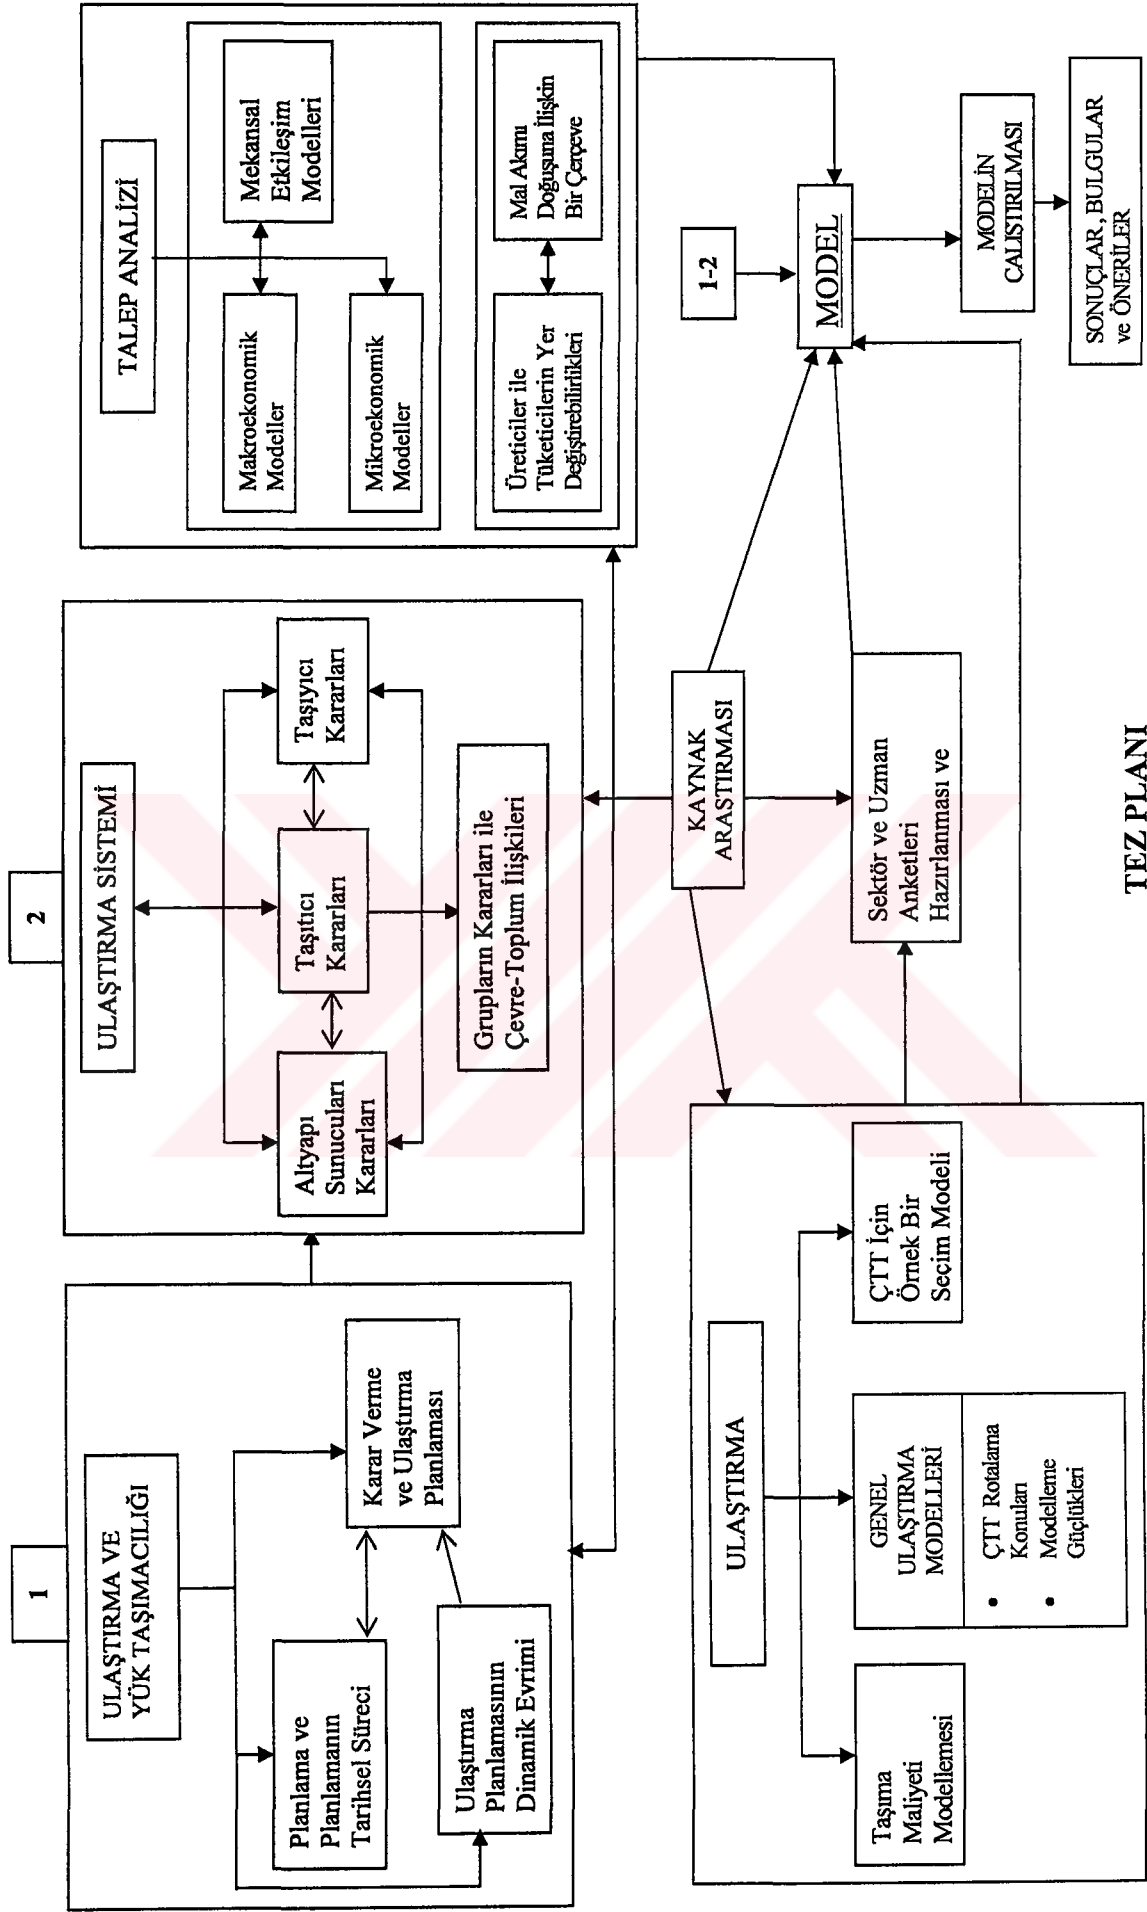 1
ULAŞTIRMA VE
YÜK TAŞIMACILIĞI
Planlama ve
Planlamanın
Tarihsel Süreci
Karar Verme
ve Ulaştırma
Planlaması
Ulaştırma
Planlamasının
Dinamik Evrimi
2
ULAŞTIRMA SİSTEMİ
Altyapı
Sunucuları
Kararları
Taşıtıcı
Kararları
Taşıyıcı
Kararları
Grupların Kararları ile
Çevre-Toplum İlişkileri
TALEP ANALİZİ
Makroekonomik
Modeller
Mekansal
Etkileşim
Modelleri
Mikroekonomik
Modeller
Üreticiler ile
Tüketicilerin Yer
Değiştirebilirlikleri
Mal Akımı
Doğuşuna İlişkin
Bir Çerçeve
ULAŞTIRMA
Taşıma
Maliyeti
Modellemesi
GENEL
ULAŞTIRMA
MODELLERİ
• ÇTT Rotalama
Konuları
• Modelleme
Güçlükleri
ÇTT İçin
Örnek Bir
Seçim Modeli
KAYNAK
ARAŞTIRMASI
Sektör ve Uzman
Anketleri
Hazırlanması ve
1-2
MODEL
MODELİN
ÇALIŞTIRILMASI
SONUÇLAR, BULGULAR
ve ÖNERİLER
TEZ PLANI